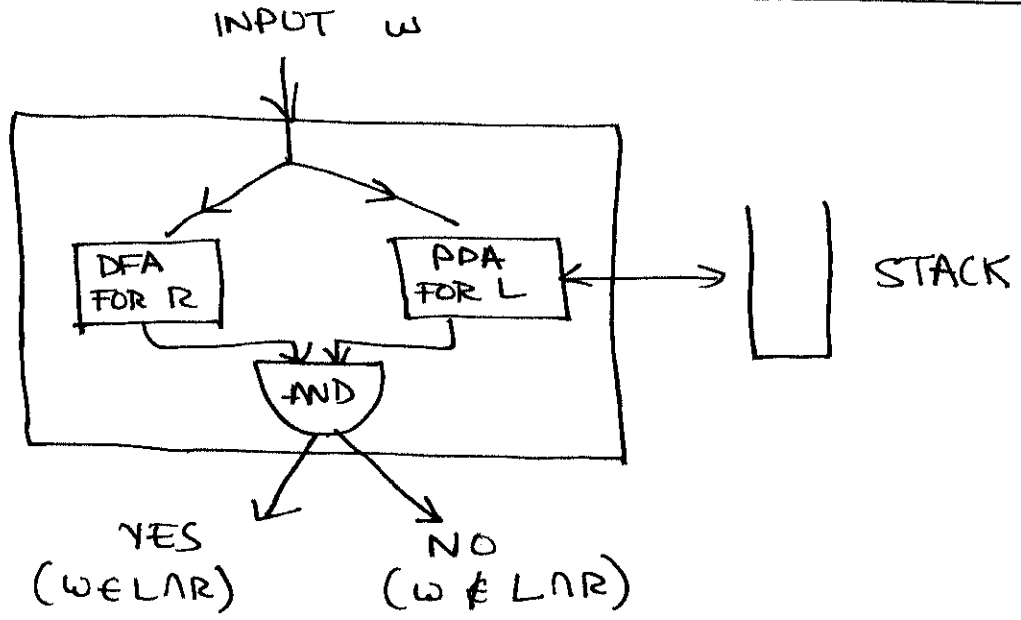 INPUT ω
DFA
FOR R
PDA
FOR L
STACK
AND
YES
(ω ∈ L∩R)
NO
(ω ∉ L∩R)